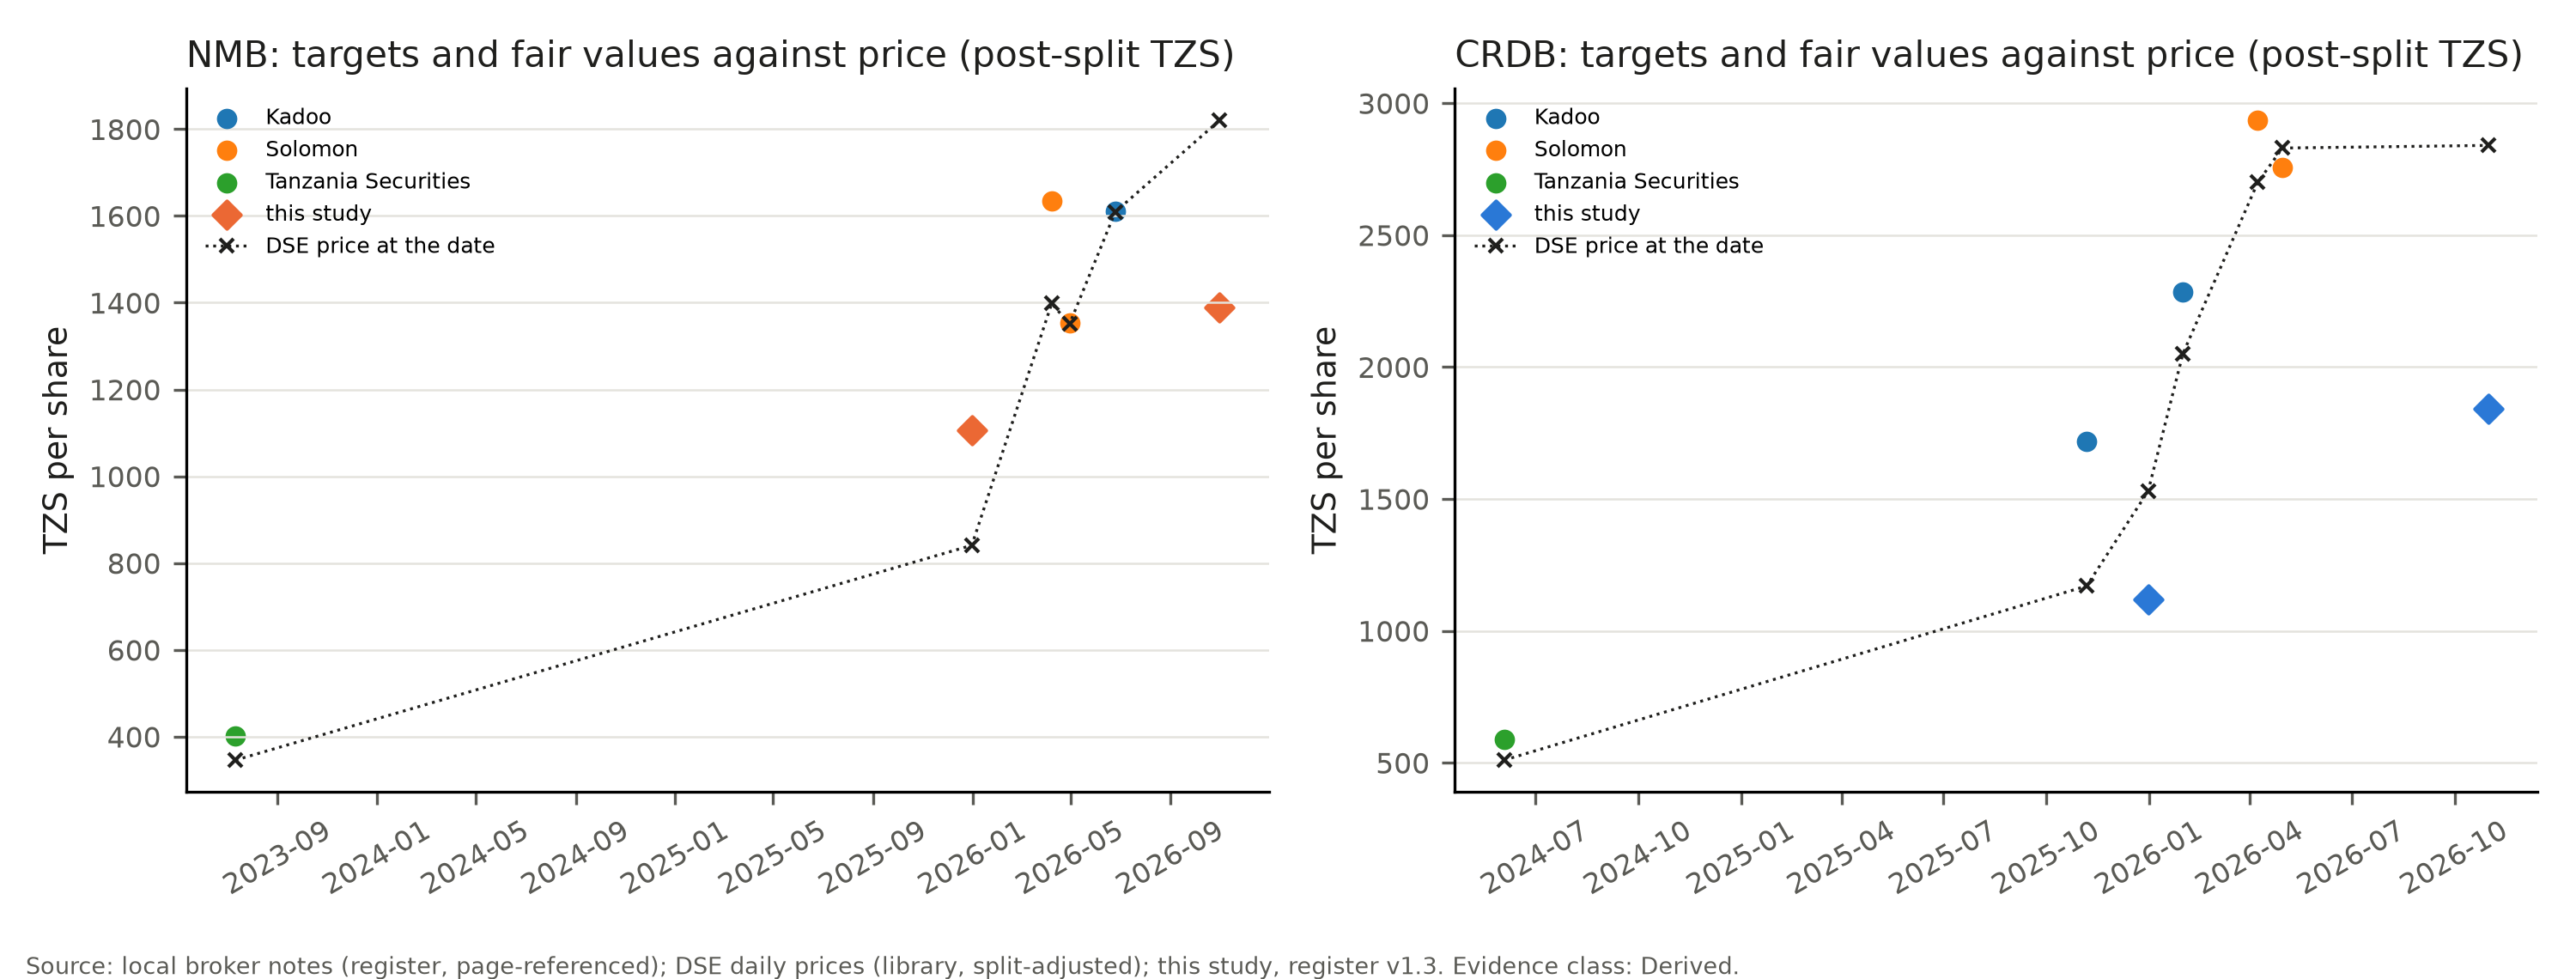 NMB: targets and fair values against price (post-split TZS)
Kadoo
Solomon
Tanzania Securities
this study
DSE price at the date
TZS per share
1800
1600
1400
1200
1000
800
600
400
2023-09
2024-01
2024-05
2024-09
2025-01
2025-05
2025-09
2026-01
2026-05
2026-09
CRDB: targets and fair values against price (post-split TZS)
Kadoo
Solomon
Tanzania Securities
this study
DSE price at the date
TZS per share
3000
2500
2000
1500
1000
500
2024-07
2024-10
2025-01
2025-04
2025-07
2025-10
2026-01
2026-04
2026-07
2026-10
Source: local broker notes (register, page-referenced); DSE daily prices (library, split-adjusted); this study, register v1.3. Evidence class: Derived.